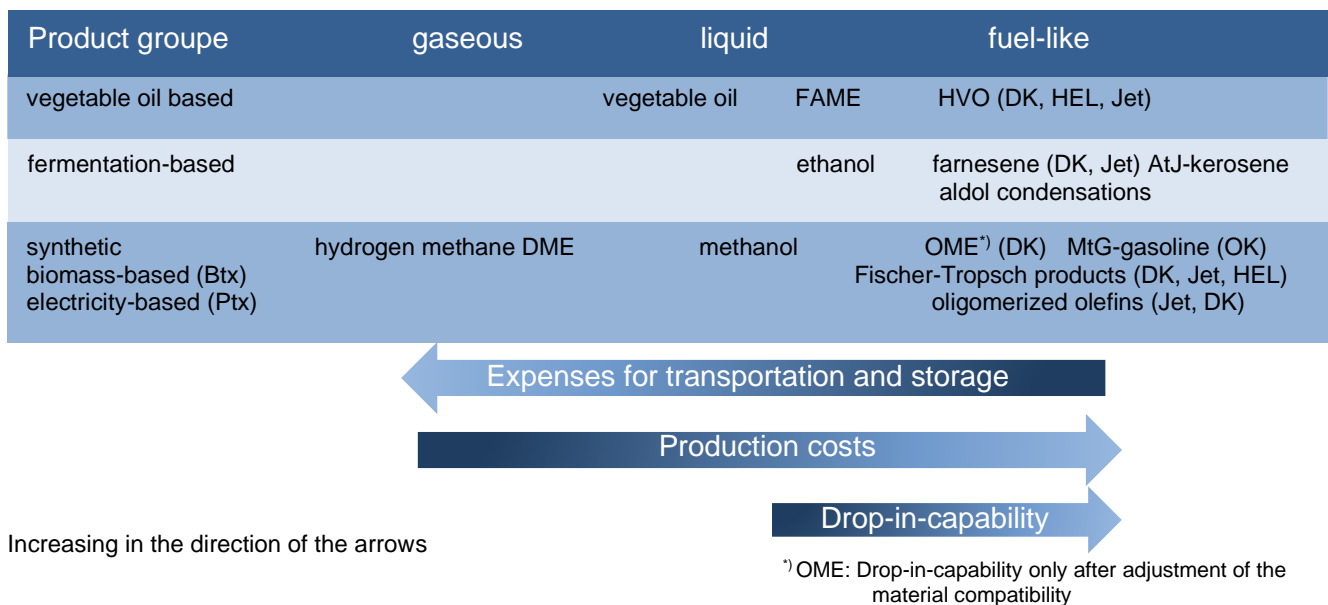 Product groupe gaseous liquid fuel-like
vegetable oil based vegetable oil FAME HVO (DK, HEL, Jet)
fermentation-based ethanol farnesene (DK, Jet) AtJ-kerosene
aldol condensations
synthetic hydrogen methane DME methanol OME*) (DK) MtG-gasoline (OK)
biomass-based (Btx) Fischer-Tropsch products (DK, Jet, HEL)
electricity-based (Ptx) oligomerized olefins (Jet, DK)
Expenses for transportation and storage
Production costs
Drop-in-capability
Increasing in the direction of the arrows
*) OME: Drop-in-capability only after adjustment of the
material compatibility